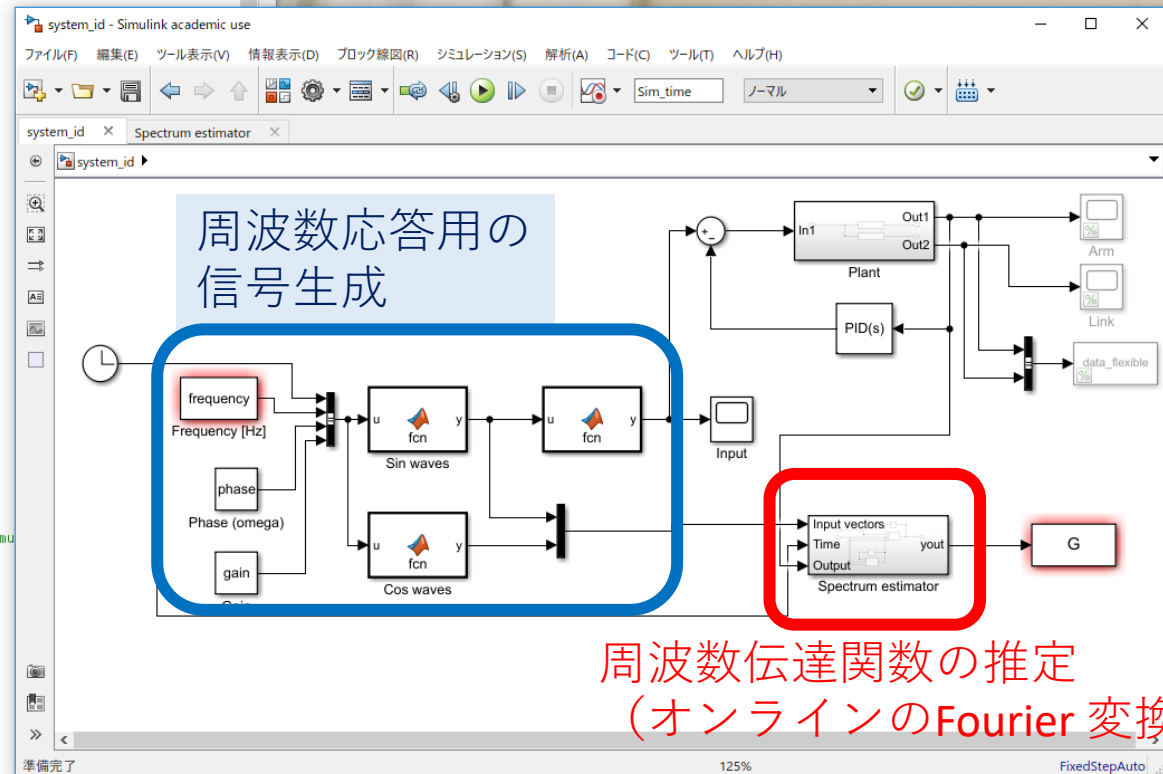 system_id - Simulink academic use
ファイル(F) 編集(E) ツール表示(V) 情報表示(D) ブロック線図(R) シミュレーション(S) 解析(A) コード(C) ツール(T) ヘルプ(H)
Sim_time ノーマル
system_id Spectrum estimator
system_id
周波数応答用の
信号生成
In1
Out1
Out2
Plant
Arm
Link
PID(s)
data_flexible
frequency
Frequency [Hz]
u fcn y
Sin waves
u fcn y
Input
phase
Phase (omega)
u fcn y
Cos waves
gain
Input vectors
Time
Output
yout
Spectrum estimator
G
mu
周波数伝達関数の推定
（オンラインのFourier 変換
準備完了 125% FixedStepAuto